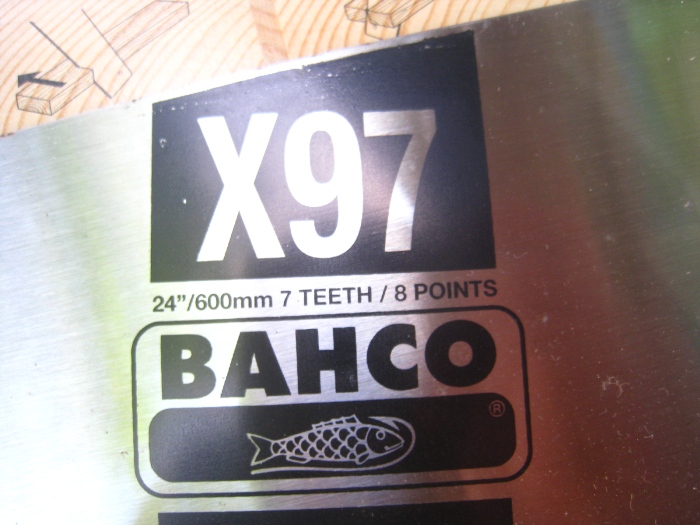 X97
24”/600mm 7 TEETH / 8 POINTS
BAHCO
®